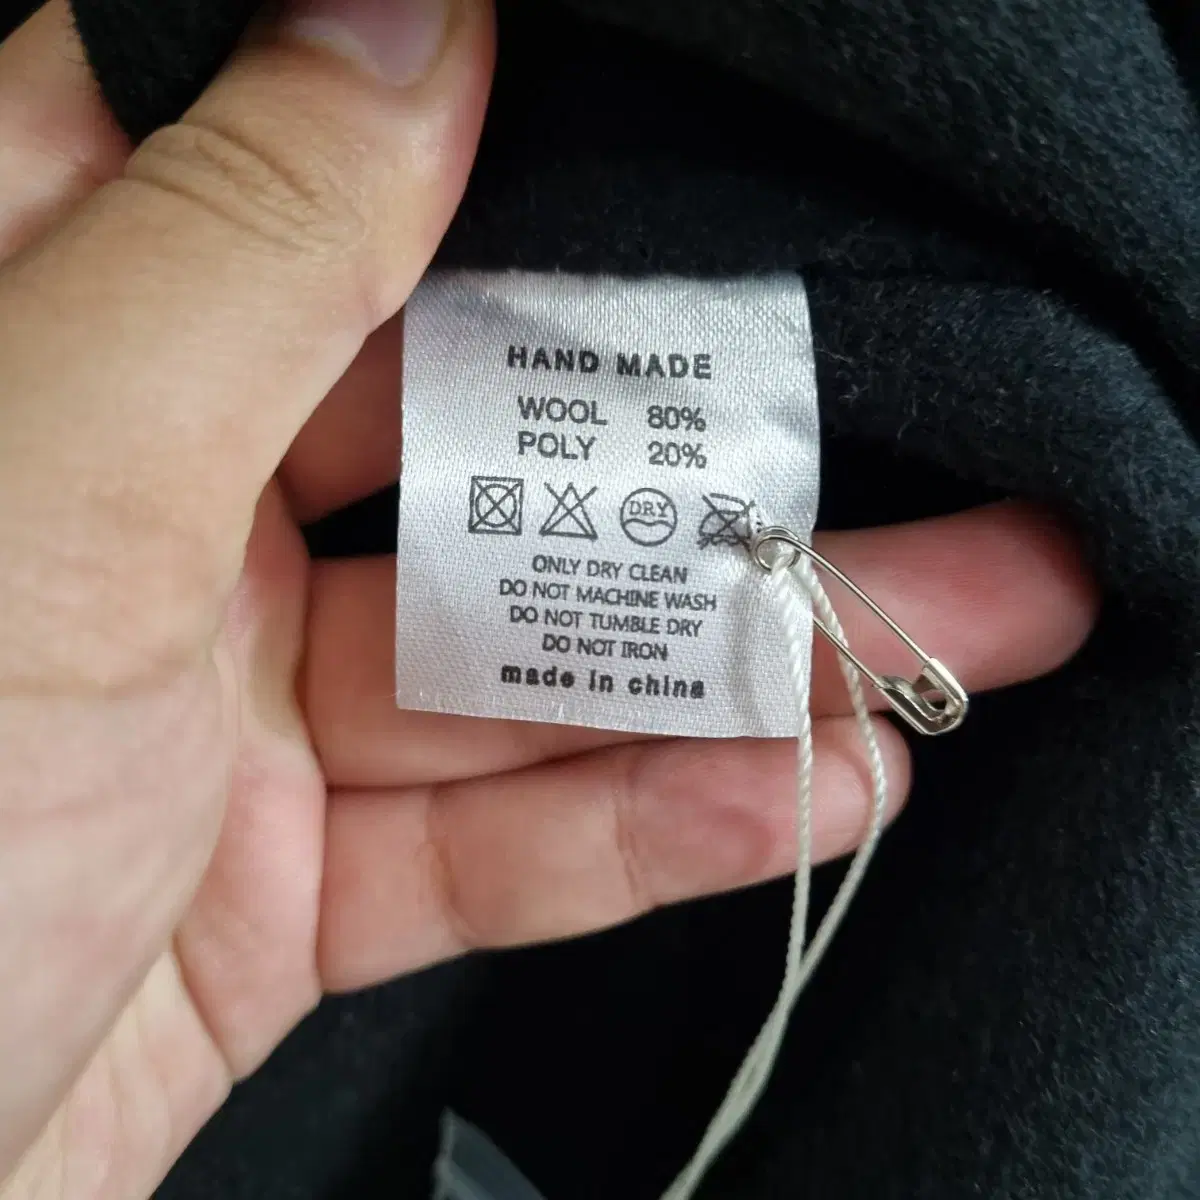 HAND MADE
WOOL 80%
POLY 20%
DRY
ONLY DRY CLEAN
DO NOT MACHINE WASH
DO NOT TUMBLE DRY
DO NOT IRON
made in china